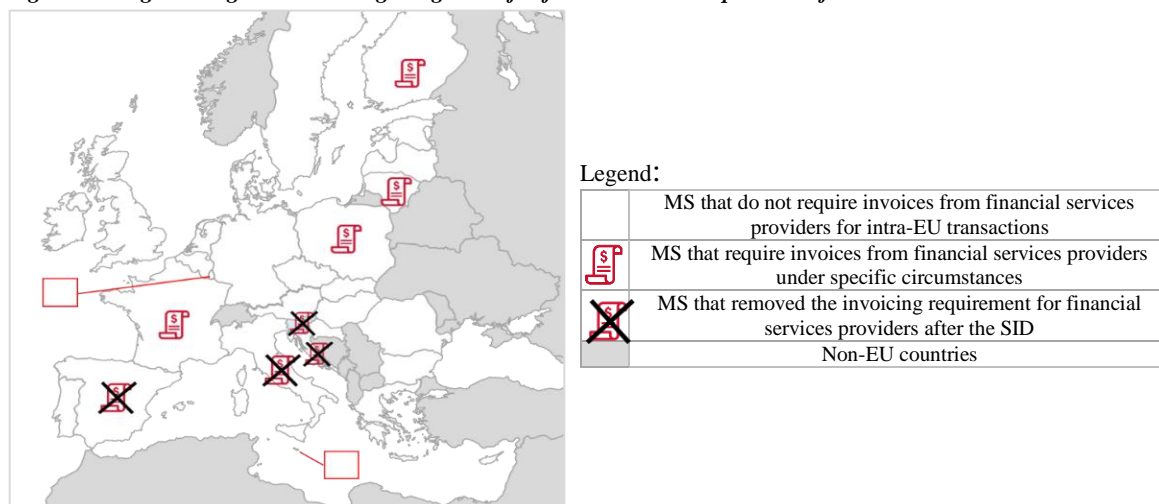 Legend:
MS that do not require invoices from financial services
providers for intra-EU transactions
MS that require invoices from financial services providers
under specific circumstances
MS that removed the invoicing requirement for financial
services providers after the SID
Non-EU countries